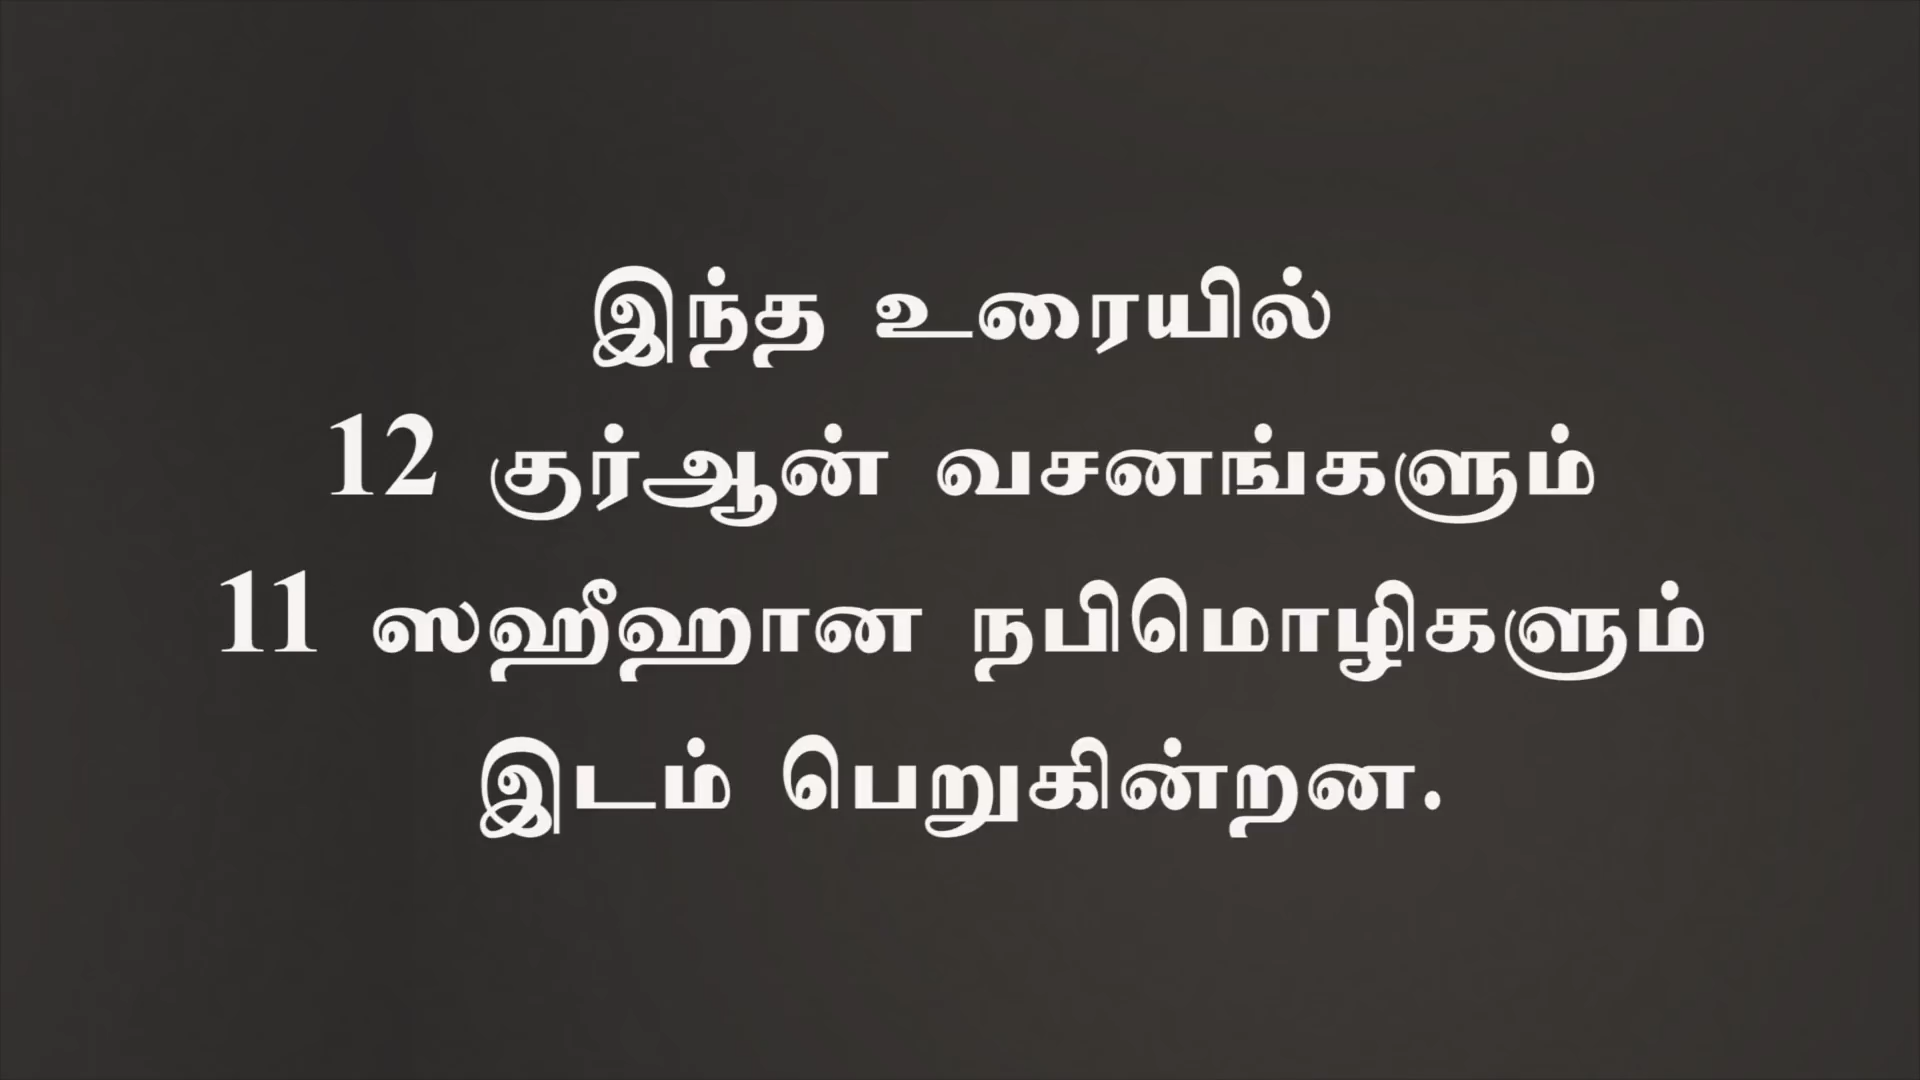 இந்த உரையில்
12 குர்ஆன் வசனங்களும்
11 ஸஹீஹான நபிமொழிகளும்
இடம் பெறுகின்றன.